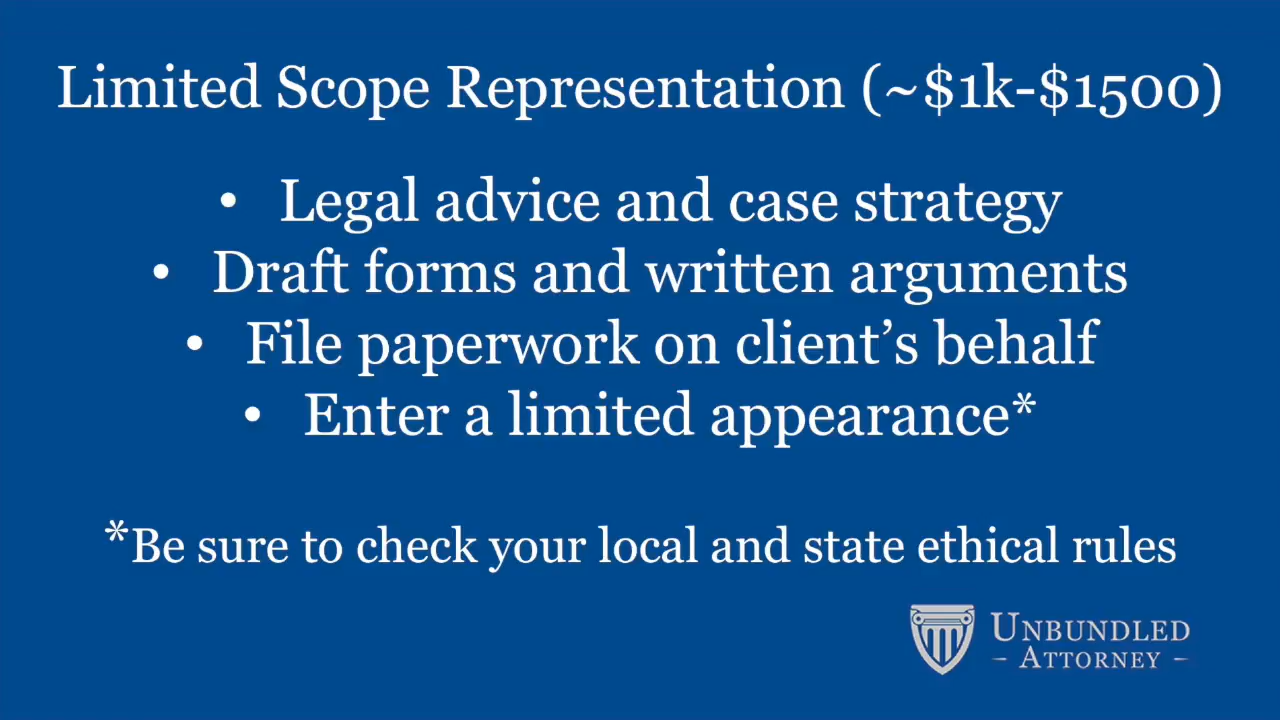 Limited Scope Representation (~$1k-$1500)
• Legal advice and case strategy
• Draft forms and written arguments
• File paperwork on client’s behalf
• Enter a limited appearance*
*Be sure to check your local and state ethical rules
UNBUNDLED
- ATTORNEY -